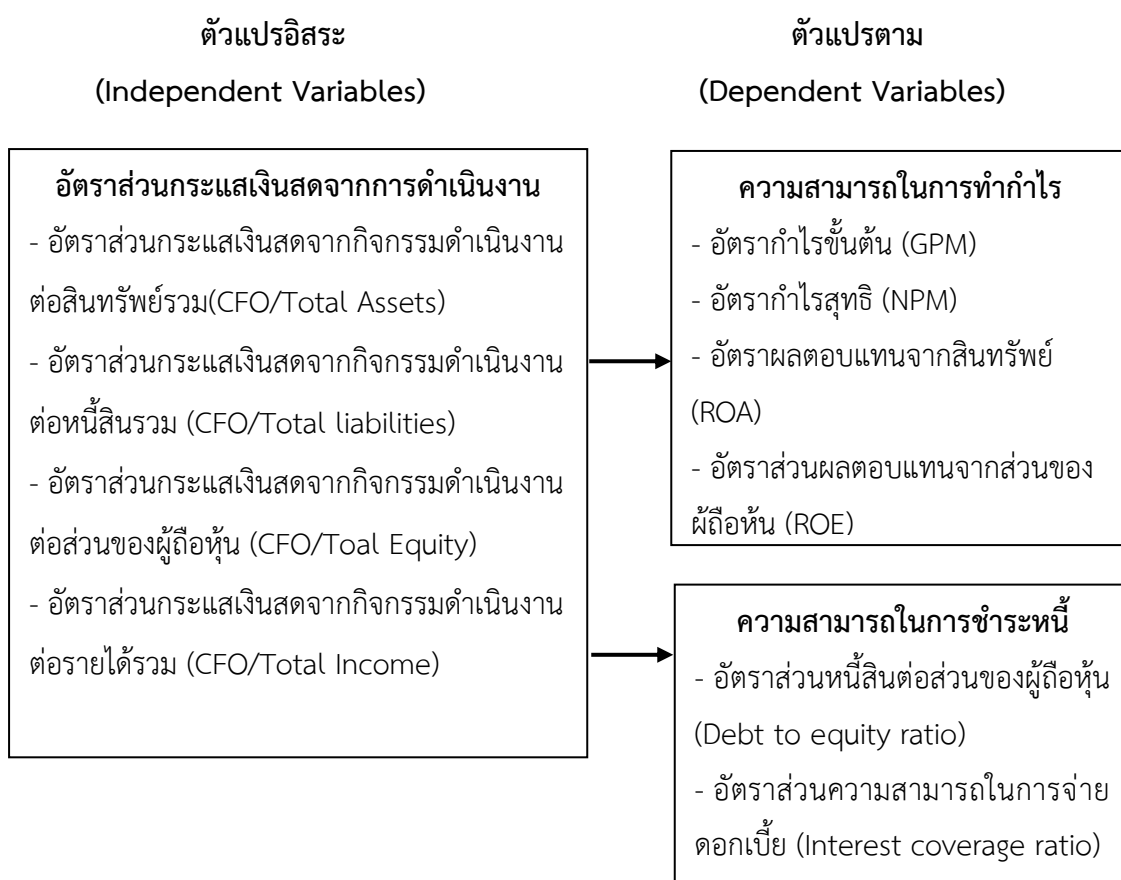 ตัวแปรอิสระ
(Independent Variables)
ตัวแปรตาม
(Dependent Variables)
อัตราส่วนกระแสเงินสดจากการดำเนินงาน
- อัตราส่วนกระแสเงินสดจากกิจกรรมดำเนินงาน
ต่อสินทรัพย์รวม(CFO/Total Assets)
- อัตราส่วนกระแสเงินสดจากกิจกรรมดำเนินงาน
ต่อหนี้สินรวม (CFO/Total liabilities)
- อัตราส่วนกระแสเงินสดจากกิจกรรมดำเนินงาน
ต่อส่วนของผู้ถือหุ้น (CFO/Toal Equity)
- อัตราส่วนกระแสเงินสดจากกิจกรรมดำเนินงาน
ต่อรายได้รวม (CFO/Total Income)
ความสามารถในการทำกำไร
- อัตรากำไรขั้นต้น (GPM)
- อัตรากำไรสุทธิ (NPM)
- อัตราผลตอบแทนจากสินทรัพย์
(ROA)
- อัตราส่วนผลตอบแทนจากส่วนของ
ผู้ถือหุ้น (ROE)
ความสามารถในการชำระหนี้
- อัตราส่วนหนี้สินต่อส่วนของผู้ถือหุ้น
(Debt to equity ratio)
- อัตราส่วนความสามารถในการจ่าย
ดอกเบี้ย (Interest coverage ratio)